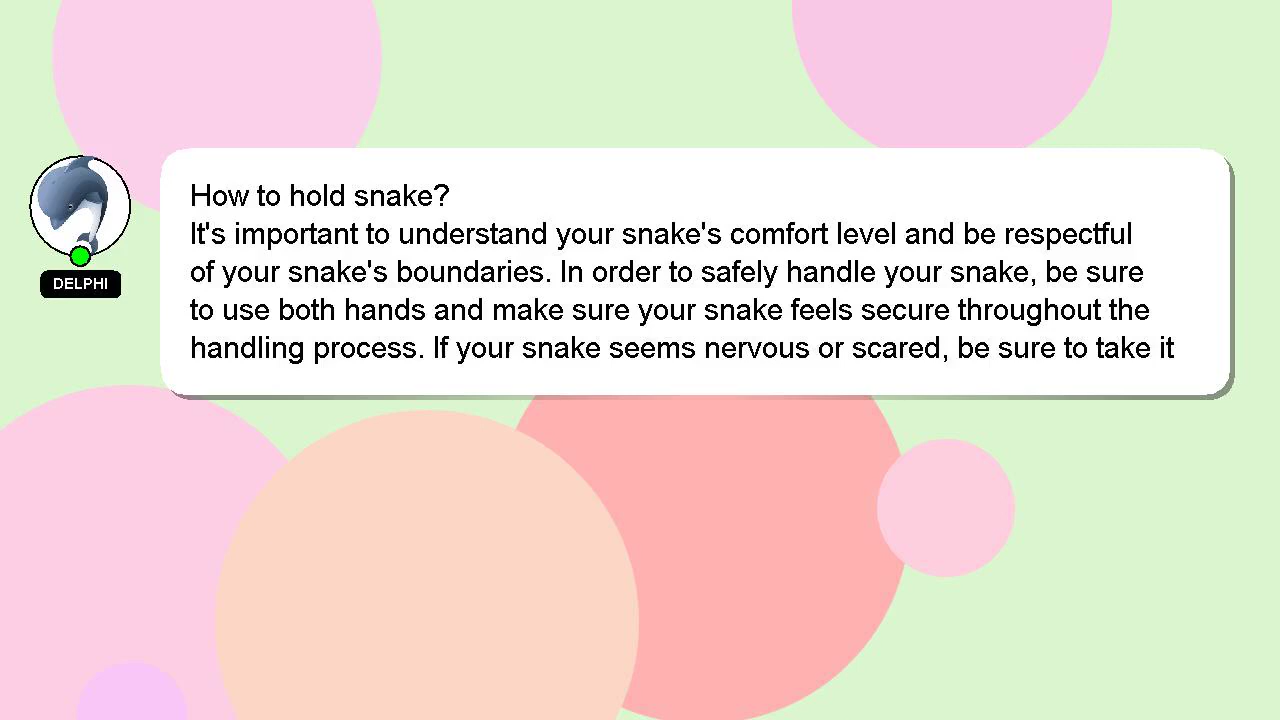 How to hold snake?
It's important to understand your snake's comfort level and be respectful
of your snake's boundaries. In order to safely handle your snake, be sure
to use both hands and make sure your snake feels secure throughout the
handling process. If your snake seems nervous or scared, be sure to take it
DELPHI